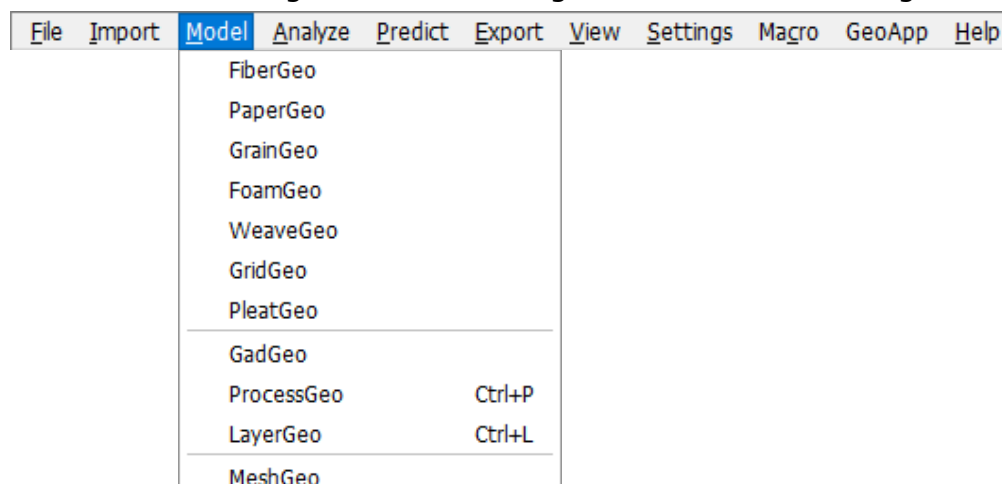 File Import Model Analyze Predict Export View Settings Macro GeoApp Help
FiberGeo
PaperGeo
GrainGeo
FoamGeo
WeaveGeo
GridGeo
PleatGeo
GadGeo
ProcessGeo Ctrl+P
LayerGeo Ctrl+L
MeshGeo